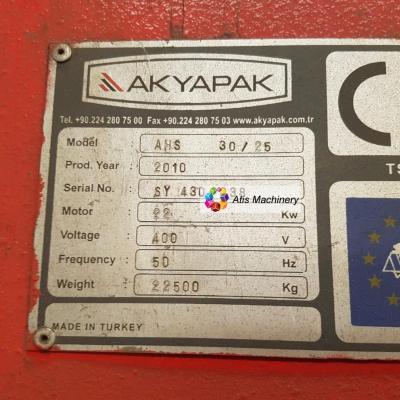 AKYAPAK
Tel. +90.224 280 75 00 Fax +90.224 280 75 03 www.akyapak.com.tr
Model AHS 30/25
Prod. Year 2010
Serial No. SY
Atis Machinery
Motor 22 Kw
Voltage 400 V
Frequency 50 Hz
Weight 22500 Kg
MADE IN TURKEY
CE